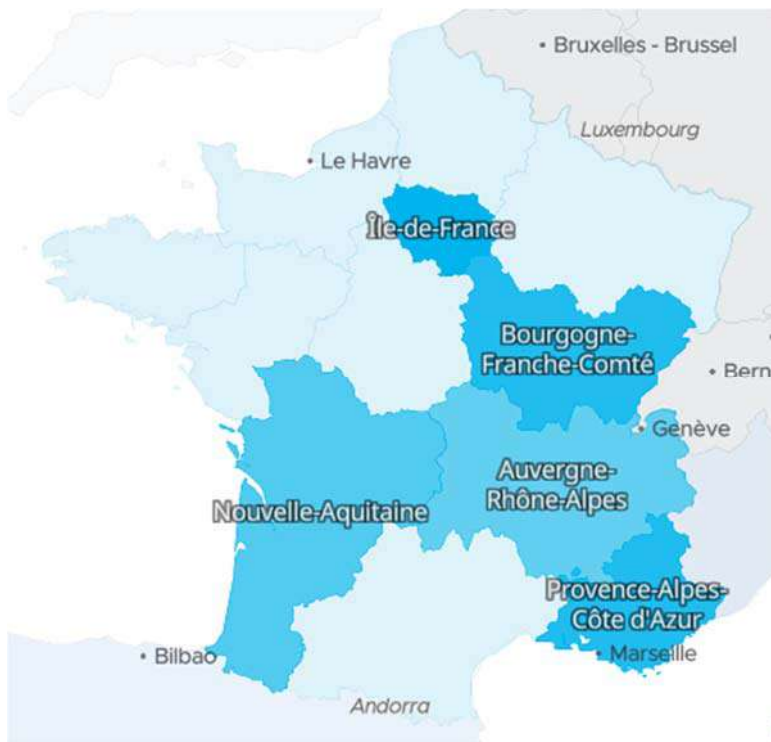 Bruxelles - Brussel
Luxembourg
Le Havre
Île-de-France
Bourgogne-
Franche-Comté
Bern
Genève
Auvergne-
Rhône-Alpes
Nouvelle-Aquitaine
Provence-Alpes-
Côte d'Azur
Bilbao
Marseille
Andorra